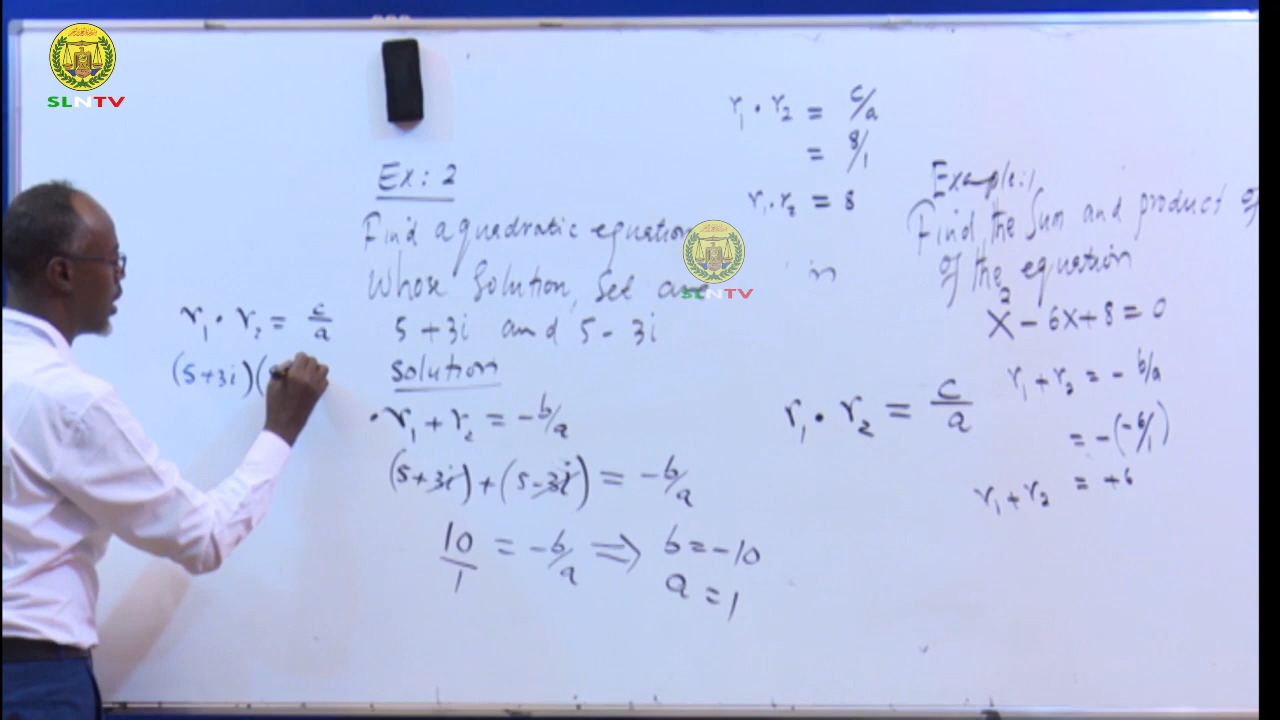 SLNTV
r₁ · r₂ = c/a
= 8/1
r₁ · r₂ = 8
Ex: 2
Find a quadratic equation
Whose Solution, Set are in
5 + 3i and 5 - 3i
Solution
• r₁ + r₂ = -b/a
(5+3i) + (5-3i) = -b/a
10/1 = -b/a ⇒ b = -10
a = 1
r₁ · r₂ = c/a
(5+3i)(
r₁ · r₂ = c/a
Example: 1
Find the Sum and product of
of the equation
x² - 6x + 8 = 0
r₁ + r₂ = - b/a
= -(-6/1)
r₁ + r₂ = +6
SLNTV